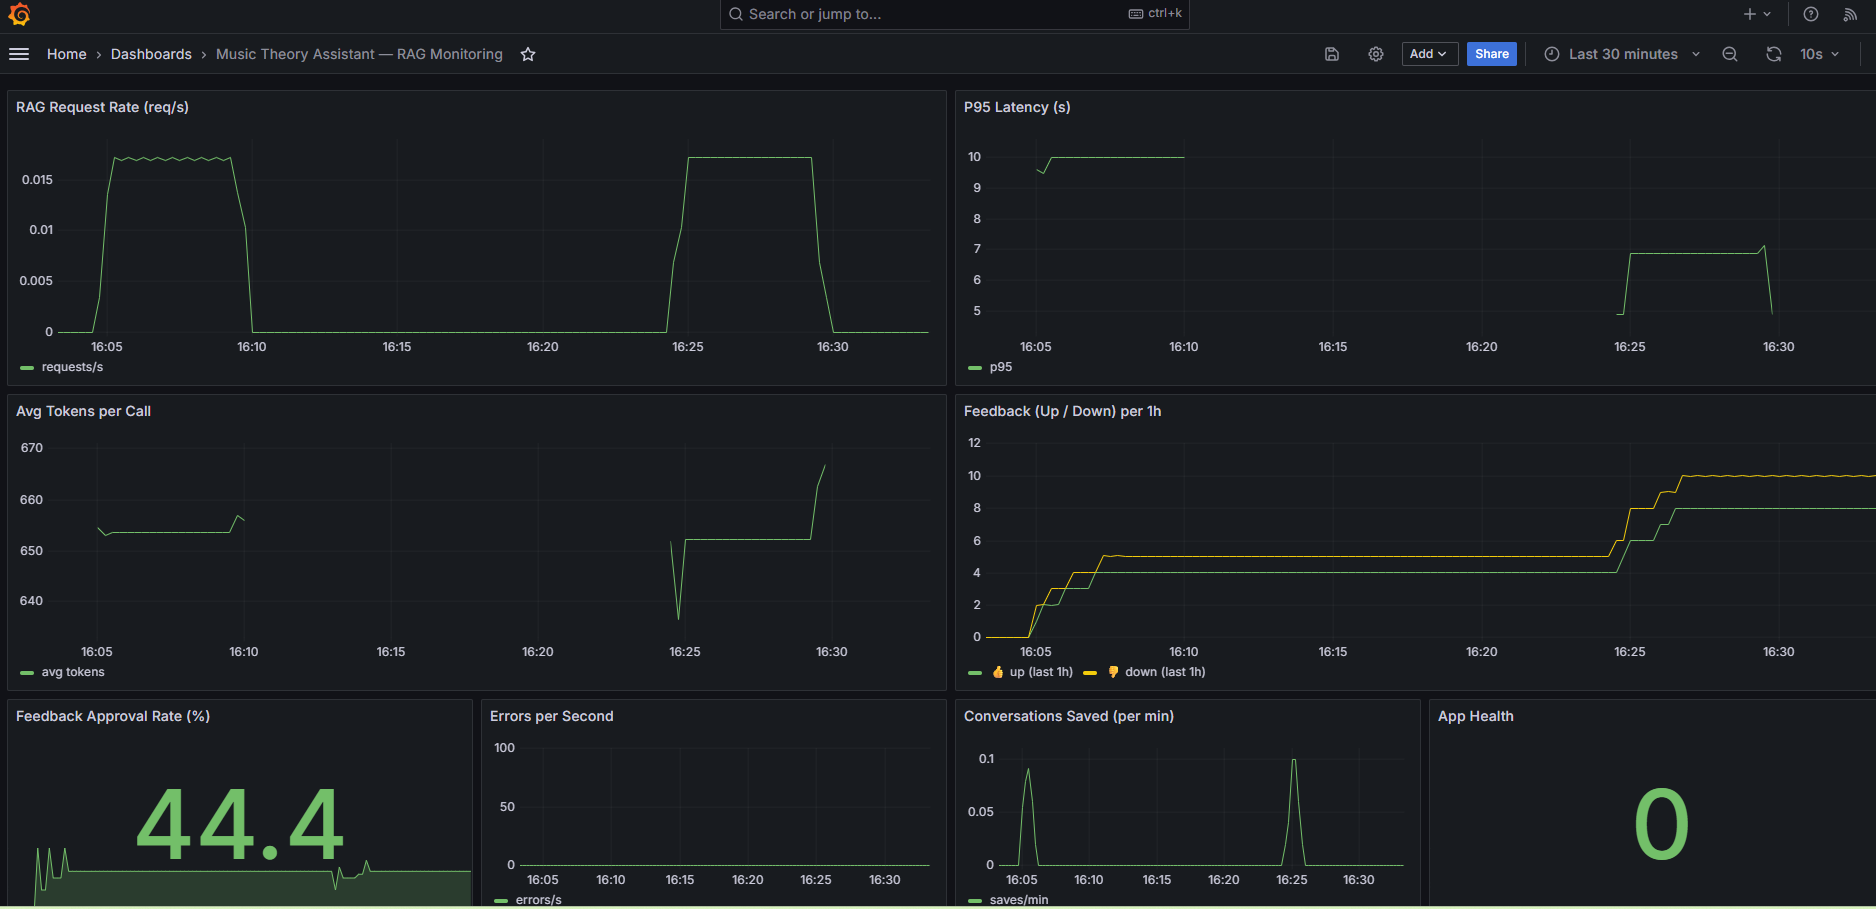 Search or jump to... ctrl+k
Home › Dashboards › Music Theory Assistant — RAG Monitoring
Add Share Last 30 minutes 10s
RAG Request Rate (req/s)
0.015
0.01
0.005
0
16:05 16:10 16:15 16:20 16:25 16:30
requests/s
P95 Latency (s)
10
9
8
7
6
5
16:05 16:10 16:15 16:20 16:25 16:30
p95
Avg Tokens per Call
670
660
650
640
16:05 16:10 16:15 16:20 16:25 16:30
avg tokens
Feedback (Up / Down) per 1h
12
10
8
6
4
2
0
16:05 16:10 16:15 16:20 16:25 16:30
👍 up (last 1h) 👎 down (last 1h)
Feedback Approval Rate (%)
44.4
Errors per Second
100
50
0
16:05 16:10 16:15 16:20 16:25 16:30
errors/s
Conversations Saved (per min)
0.1
0.05
0
16:05 16:10 16:15 16:20 16:25 16:30
saves/min
App Health
0